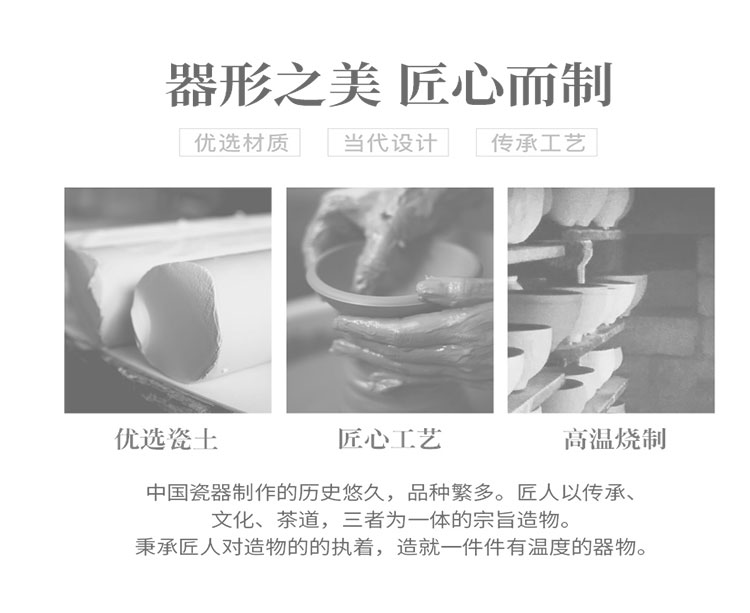 器形之美 匠心而制
优选材质 当代设计 传承工艺
优选瓷土 匠心工艺 高温烧制
中国瓷器制作的历史悠久，品种繁多。匠人以传承、
文化、茶道，三者为一体的宗旨造物。
秉承匠人对造物的的执着，造就一件件有温度的器物。